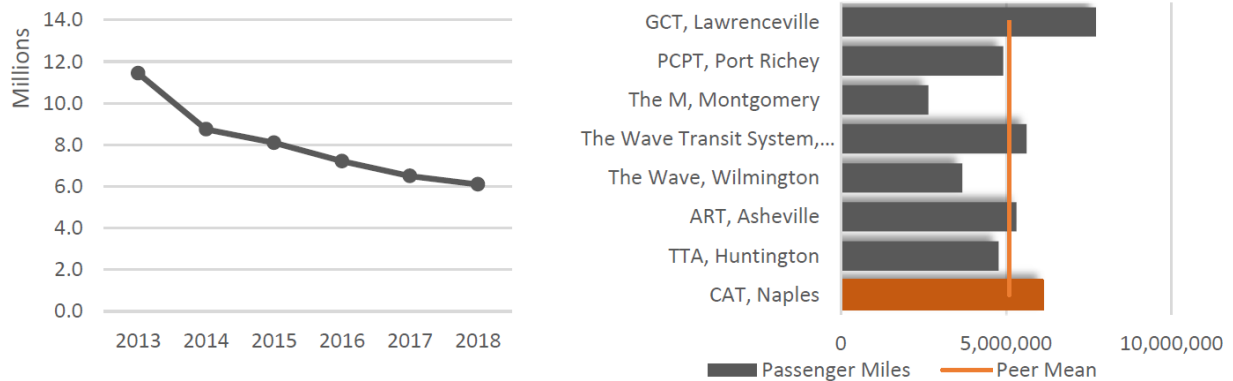 Millions
14.0
12.0
10.0
8.0
6.0
4.0
2.0
0.0
2013 2014 2015 2016 2017 2018
GCT, Lawrenceville
PCPT, Port Richey
The M, Montgomery
The Wave Transit System,...
The Wave, Wilmington
ART, Asheville
TTA, Huntington
CAT, Naples
0 5,000,000 10,000,000
Passenger Miles Peer Mean